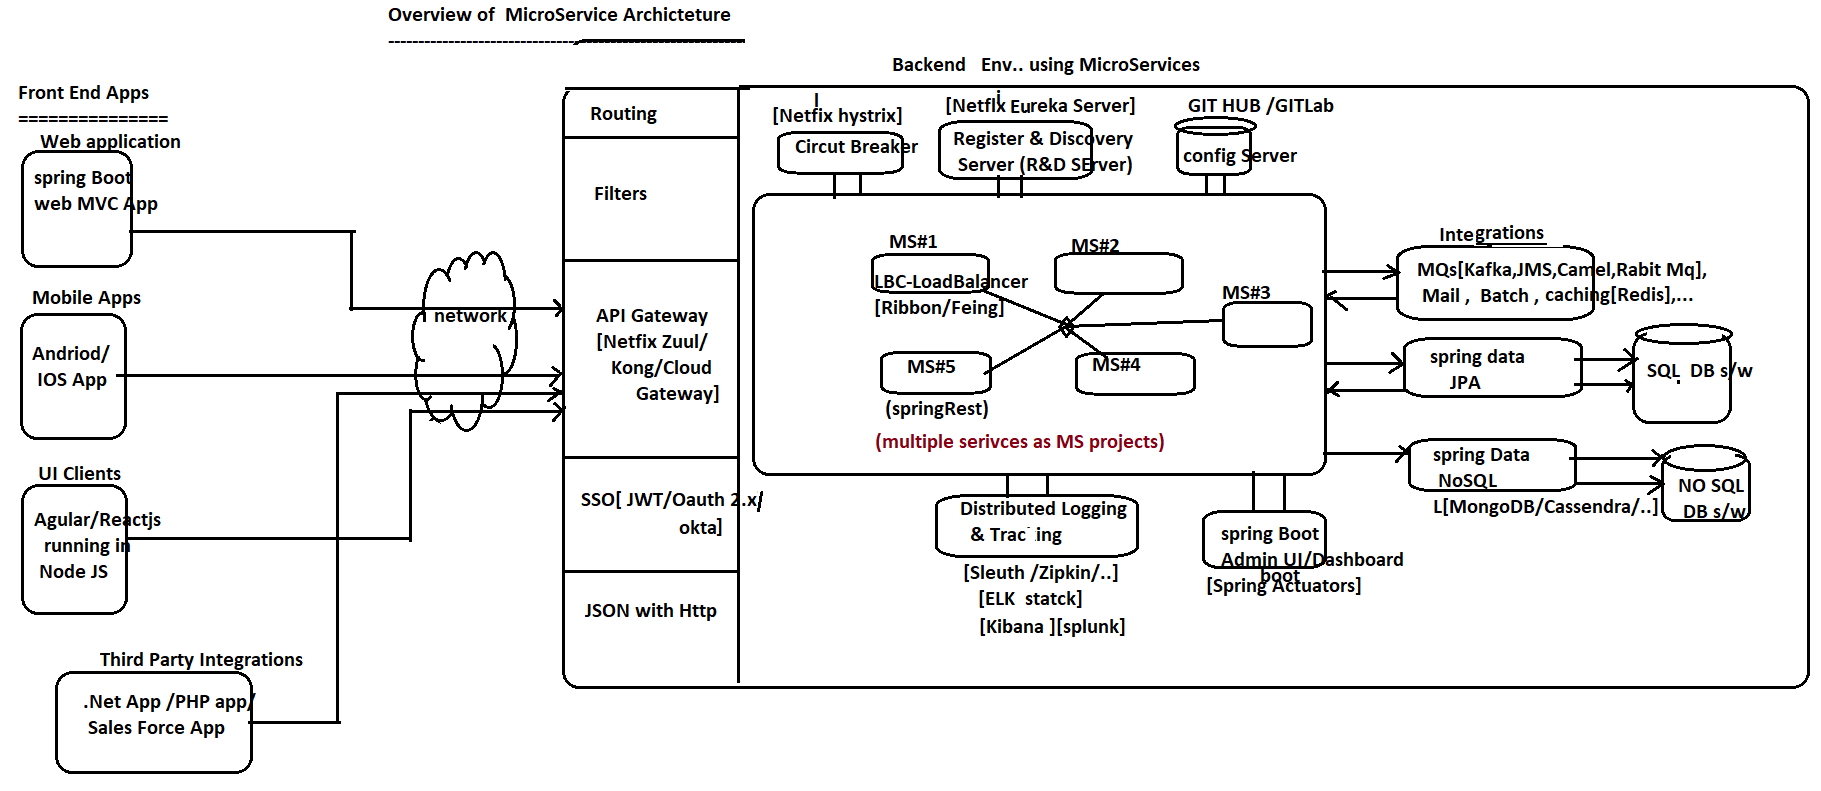 Overview of  MicroService Archicteture
Backend   Env.. using MicroServices
Front End Apps
===============
Web application
spring Boot
web MVC App
Mobile Apps
Andriod/
IOS App
UI Clients
Agular/Reactjs
running in
Node JS
Third Party Integrations
.Net App /PHP app/
Sales Force App
network
Routing
Filters
API Gateway
[Netfix Zuul/
Kong/Cloud
Gateway]
SSO[ JWT/Oauth 2.x/
okta]
JSON with Http
[Netfix hystrix]
Circut Breaker
[Netflix Eureka Server]
Register & Discovery
Server (R&D SErver)
GIT HUB /GITLab
config Server
MS#1
LBC-LoadBalancer
[Ribbon/Feing]
MS#2
MS#3
MS#5
MS#4
(springRest)
(multiple serivces as MS projects)
Integrations
MQs[Kafka,JMS,Camel,Rabit Mq],
Mail ,  Batch , caching[Redis],...
spring data
JPA
SQL  DB s/w
spring Data
NoSQL
L[MongoDB/Cassendra/..]
NO SQL
DB s/w
Distributed Logging
& Tracing
[Sleuth /Zipkin/..]
[ELK  statck]
[Kibana ][splunk]
spring Boot
Admin UI/Dashboard
boot
[Spring Actuators]